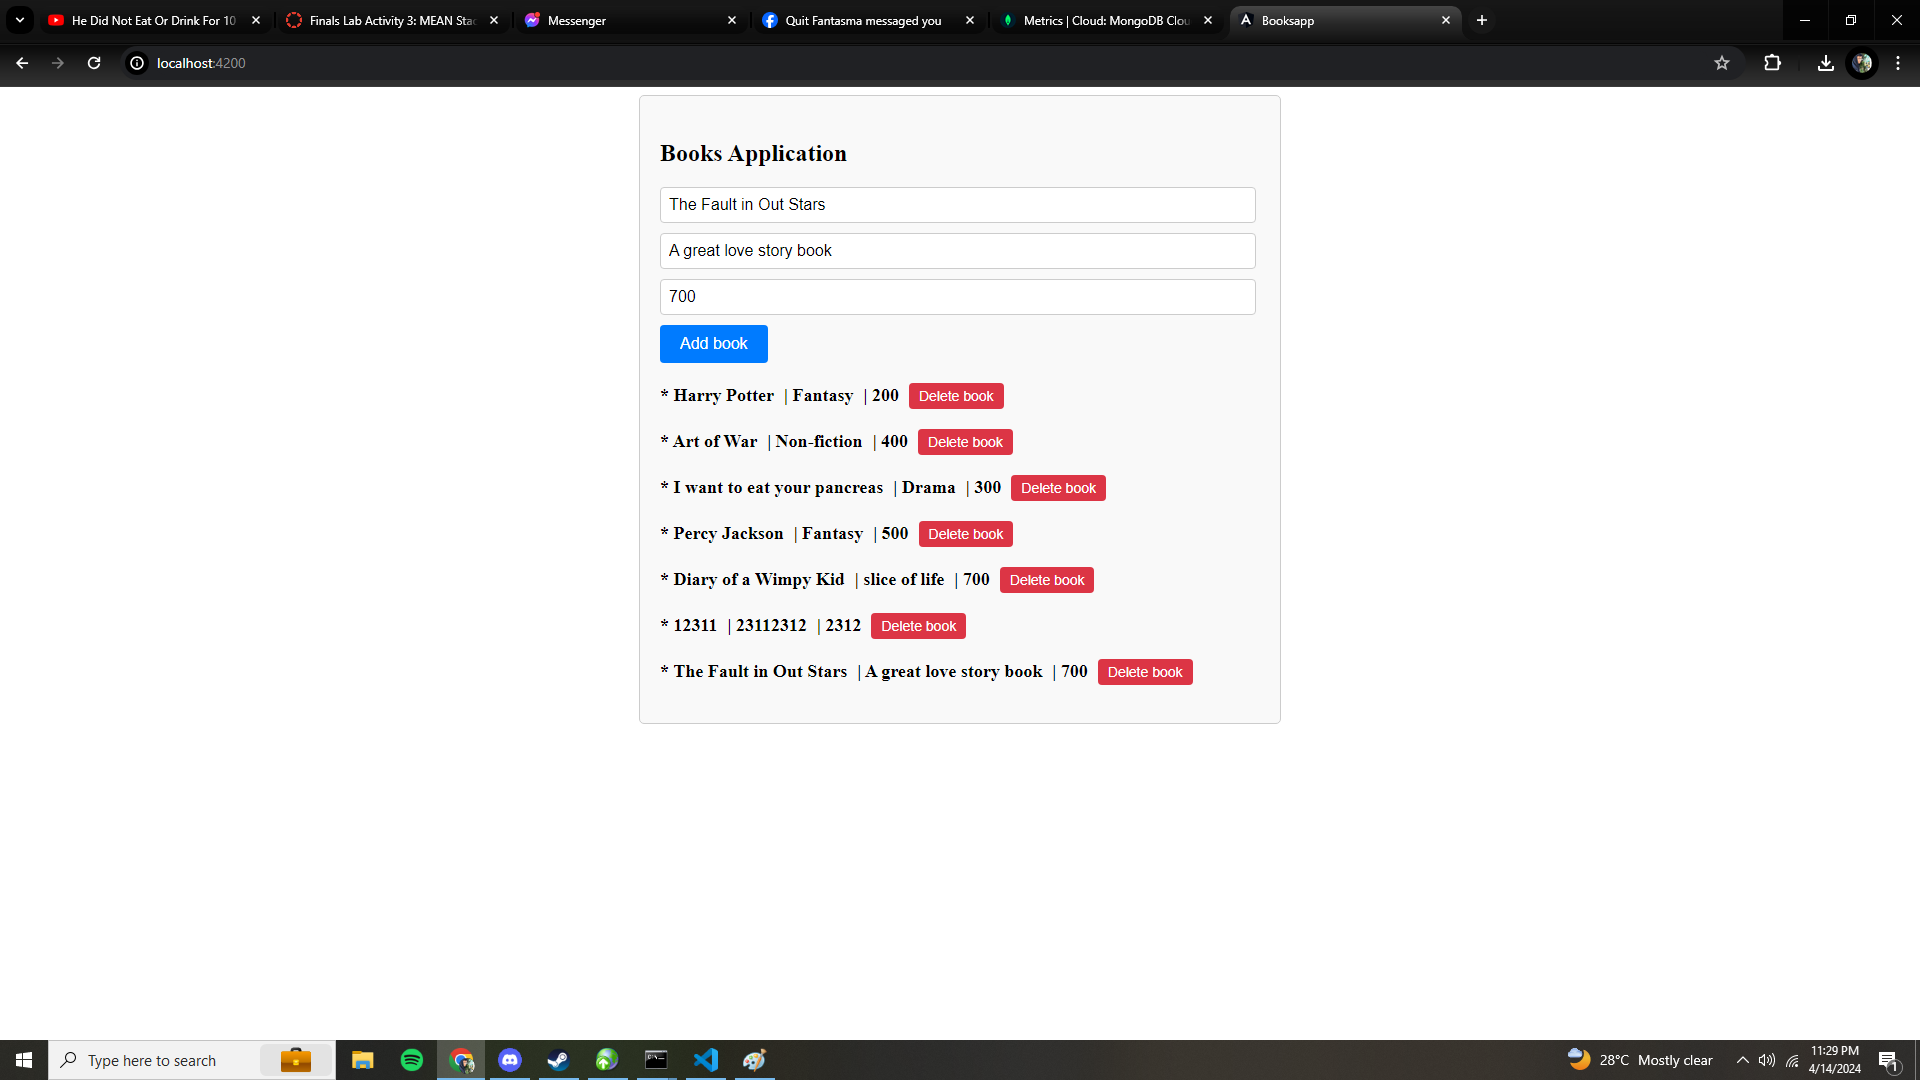 He Did Not Eat Or Drink For 10
Finals Lab Activity 3: MEAN Stac
Messenger
Quit Fantasma messaged you
Metrics | Cloud: MongoDB Clou
Booksapp
localhost:4200
Books Application
The Fault in Out Stars
A great love story book
700
Add book
* Harry Potter | Fantasy | 200 Delete book
* Art of War | Non-fiction | 400 Delete book
* I want to eat your pancreas | Drama | 300 Delete book
* Percy Jackson | Fantasy | 500 Delete book
* Diary of a Wimpy Kid | slice of life | 700 Delete book
* 12311 | 23112312 | 2312 Delete book
* The Fault in Out Stars | A great love story book | 700 Delete book
Type here to search
28°C Mostly clear
11:29 PM
4/14/2024
1